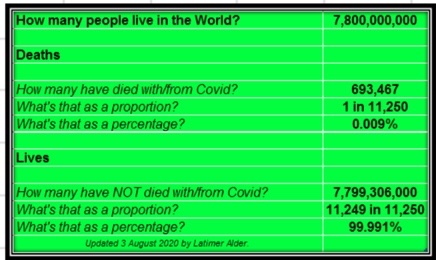 How many people live in the World? 7,800,000,000
Deaths
How many have died with/from Covid? 693,467
What's that as a proportion? 1 in 11,250
What's that as a percentage? 0.009%
Lives
How many have NOT died with/from Covid? 7,799,306,000
What's that as a proportion? 11,249 in 11,250
What's that as a percentage? 99.991%
Updated 3 August 2020 by Latimer Alder.